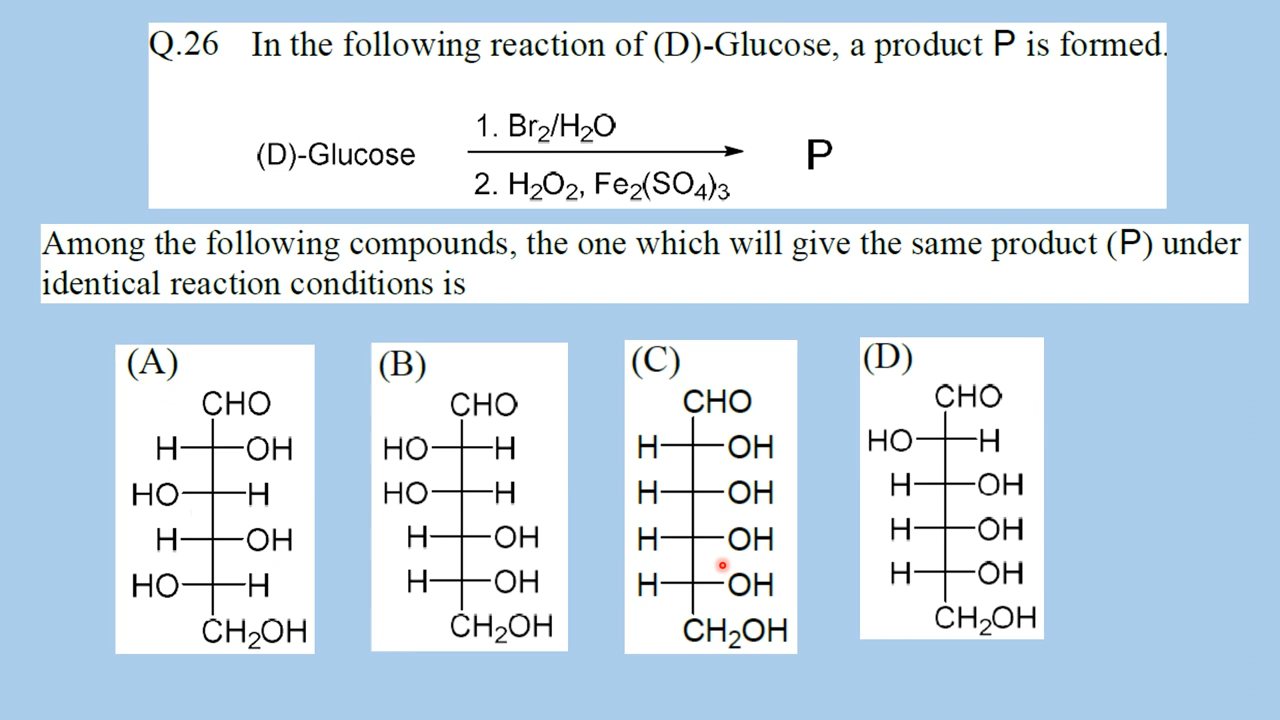 Q.26 In the following reaction of (D)-Glucose, a product P is formed.
1. Br₂/H₂O
(D)-Glucose
P
2. H₂O₂, Fe₂(SO₄)₃
Among the following compounds, the one which will give the same product (P) under
identical reaction conditions is
(A)
CHO
H OH
HO H
H OH
HO H
CH₂OH
(B)
CHO
HO H
HO H
H OH
H OH
CH₂OH
(C)
CHO
H OH
H OH
H OH
H OH
CH₂OH
(D)
CHO
HO H
H OH
H OH
H OH
CH₂OH